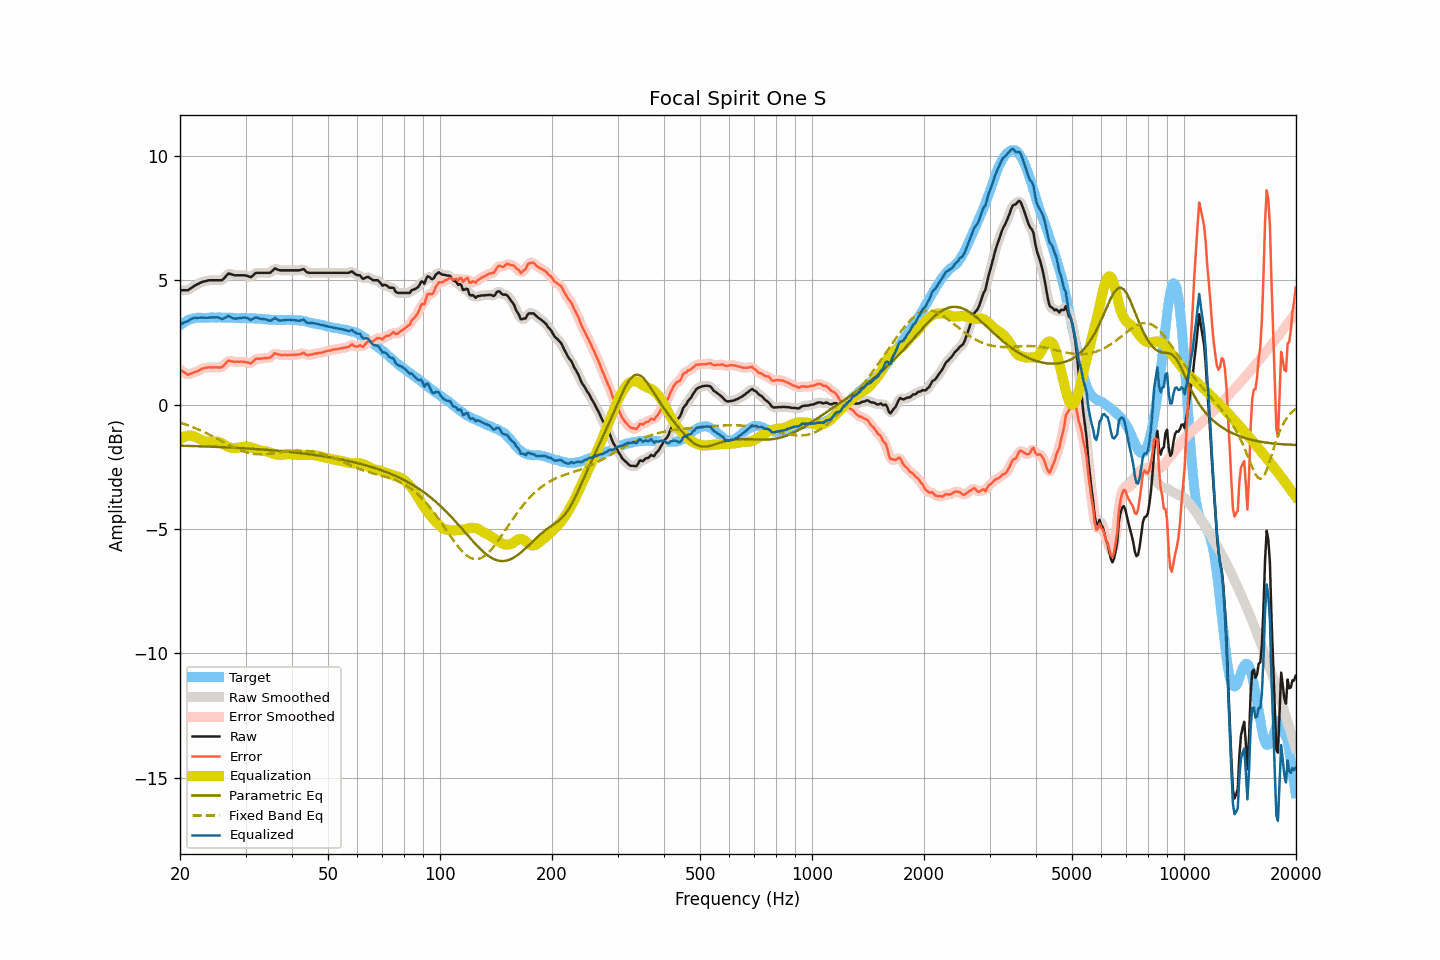 Focal Spirit One S
Amplitude (dBr)
10
5
0
−5
−10
−15
Target
Raw Smoothed
Error Smoothed
Raw
Error
Equalization
Parametric Eq
Fixed Band Eq
Equalized
20 50 100 200 500 1000 2000 5000 10000 20000
Frequency (Hz)